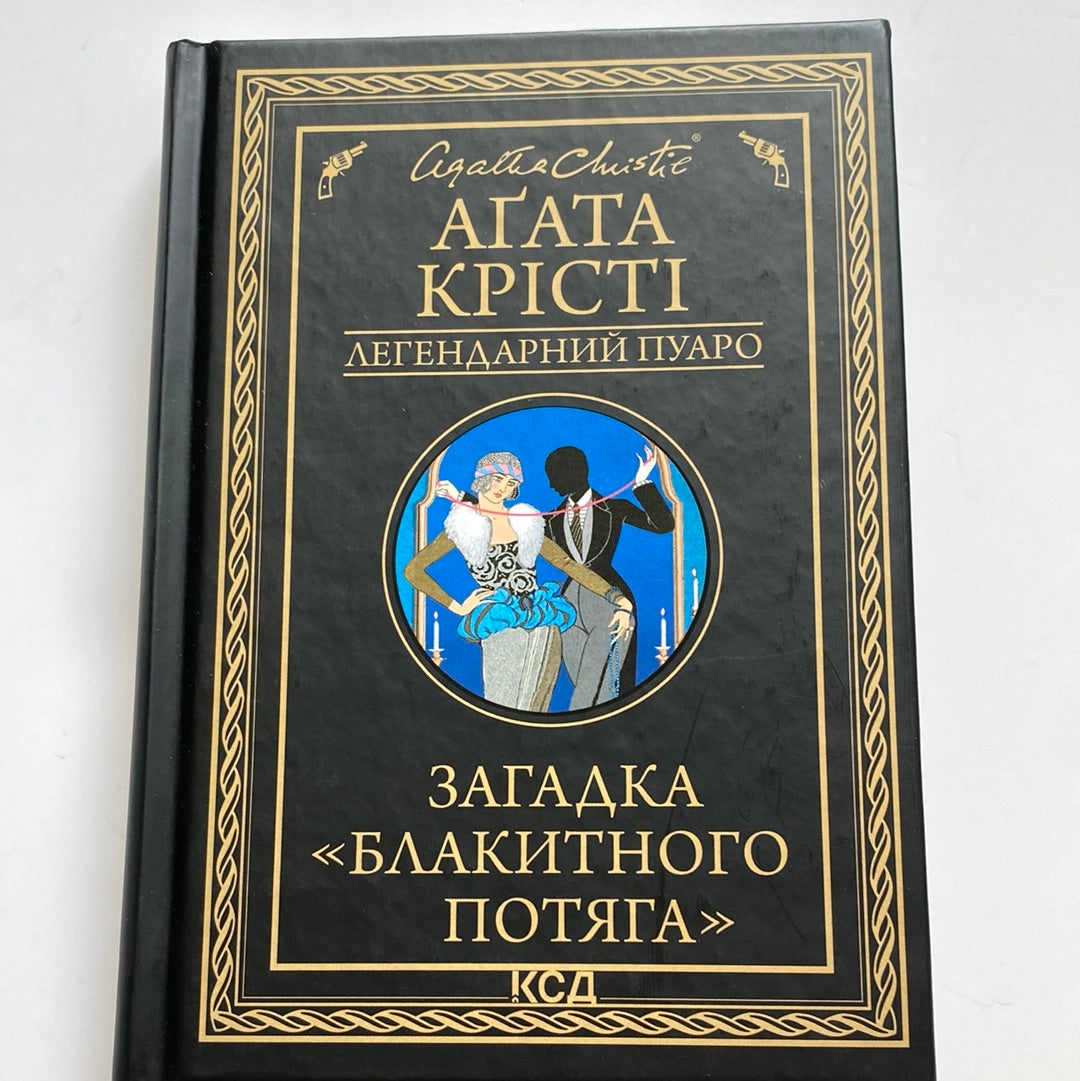 Agatha Christie®
АҐАТА
КРІСТІ
ЛЕГЕНДАРНИЙ ПУАРО
ЗАГАДКА
«БЛАКИТНОГО
ПОТЯГА»
КСД